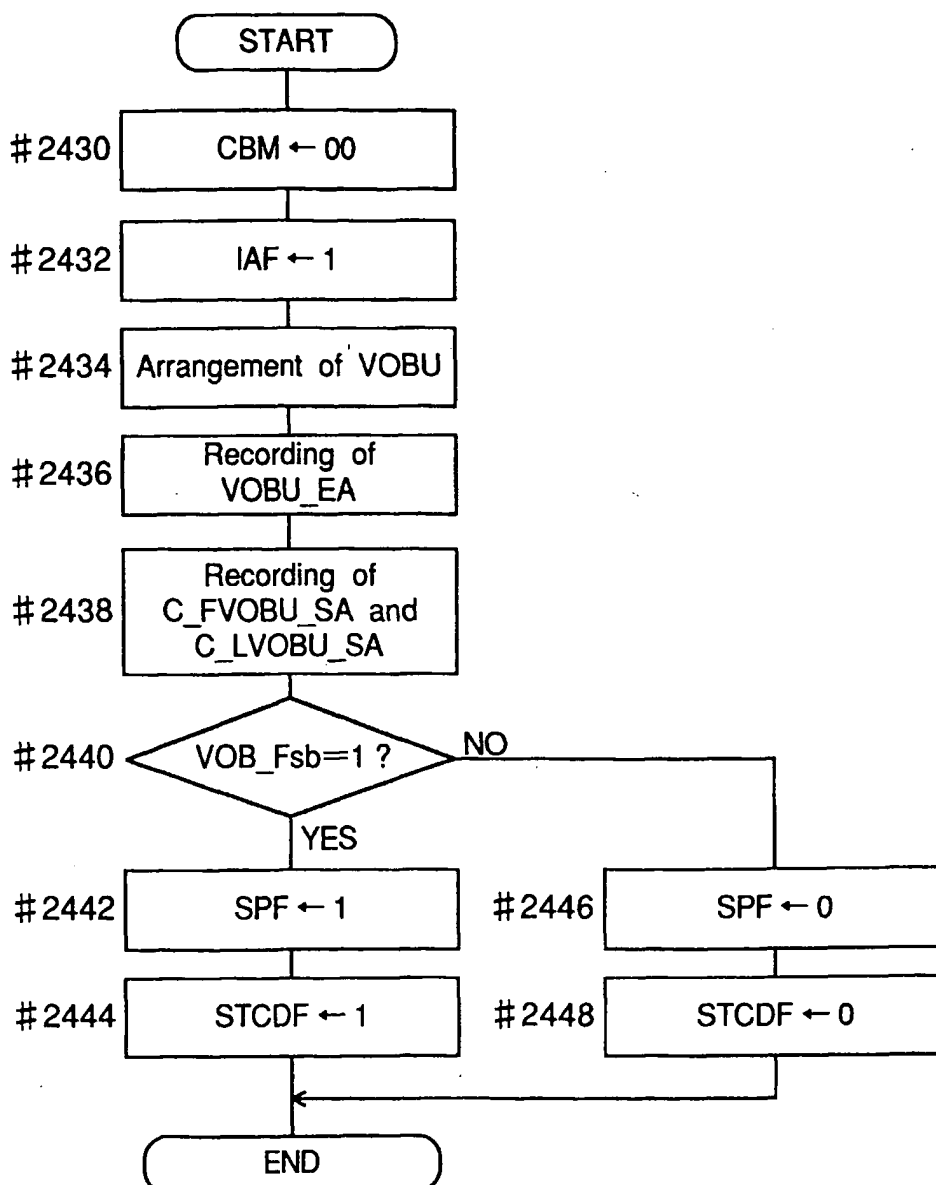 START
#2430
CBM ← 00
#2432
IAF ← 1
#2434
Arrangement of VOBU
#2436
Recording of
VOBU_EA
#2438
Recording of
C_FVOBU_SA and
C_LVOBU_SA
#2440
VOB_Fsb=1 ?
NO
YES
#2442
SPF ← 1
#2446
SPF ← 0
#2444
STCDF ← 1
#2448
STCDF ← 0
END